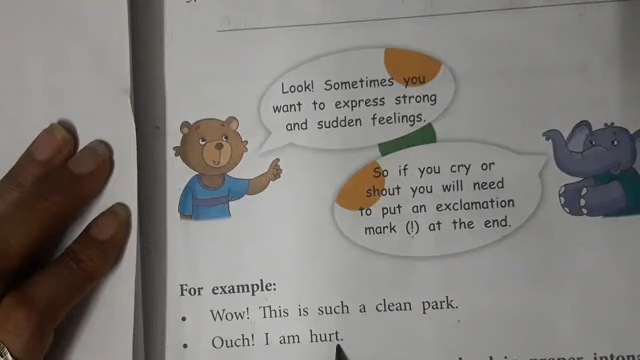 Look! Sometimes you
want to express strong
and sudden feelings.
So if you cry or
shout you will need
to put an exclamation
mark (!) at the end.
For example:
• Wow! This is such a clean park.
• Ouch! I am hurt.
proper